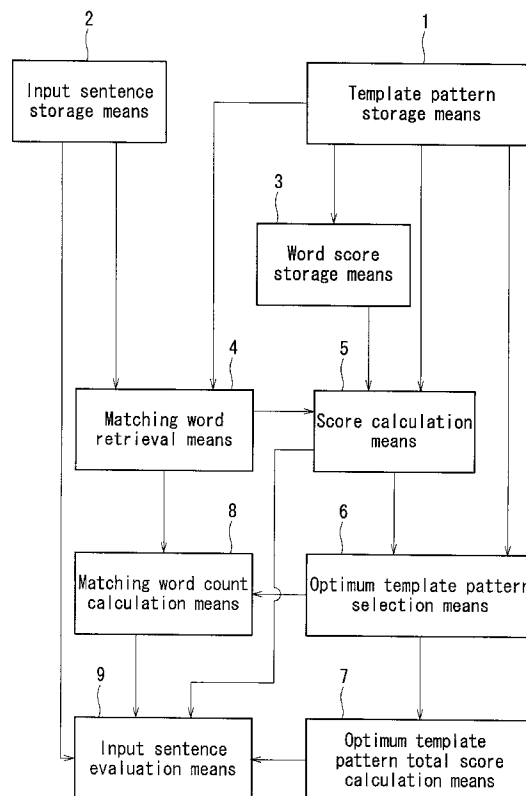 2
Input sentence
storage means
1
Template pattern
storage means
3
Word score
storage means
4
Matching word
retrieval means
5
Score calculation
means
8
Matching word count
calculation means
6
Optimum template pattern
selection means
9
Input sentence
evaluation means
7
Optimum template
pattern total score
calculation means